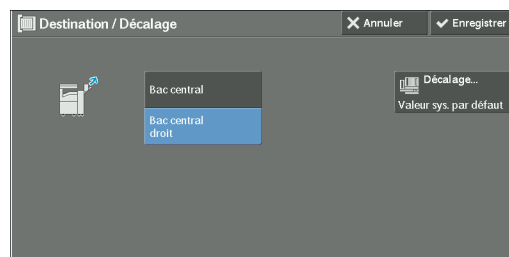 Destination / Décalage
Annuler
Enregistrer
Bac central
Bac central
droit
Décalage...
Valeur sys. par défaut